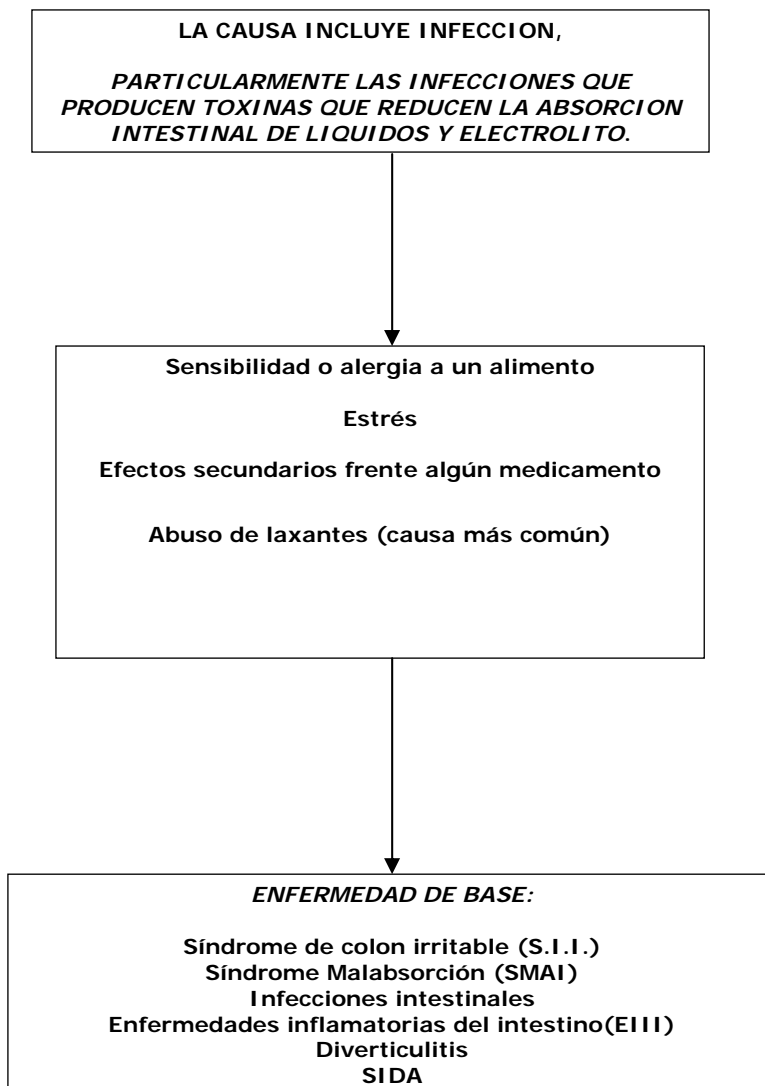 LA CAUSA INCLUYE INFECCION,
PARTICULARMENTE LAS INFECCIONES QUE
PRODUCEN TOXINAS QUE REDUCEN LA ABSORCION
INTESTINAL DE LIQUIDOS Y ELECTROLITO.
Sensibilidad o alergia a un alimento
Estrés
Efectos secundarios frente algún medicamento
Abuso de laxantes (causa más común)
ENFERMEDAD DE BASE:
Síndrome de colon irritable (S.I.I.)
Síndrome Malabsorción (SMAI)
Infecciones intestinales
Enfermedades inflamatorias del intestino(EIII)
Diverticulitis
SIDA